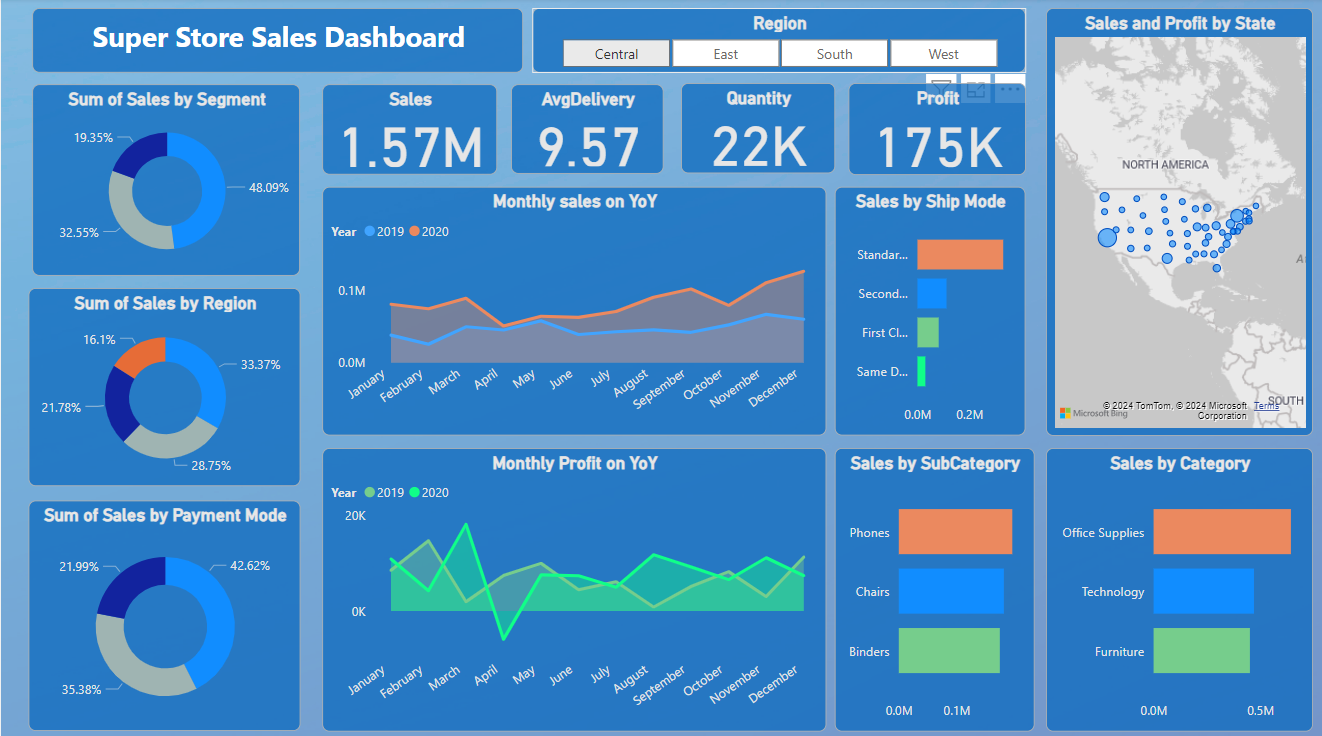 Super Store Sales Dashboard
Region
Central
East
South
West
Sales and Profit by State
NORTH AMERICA
SOUTH
A
Microsoft Bing
© 2024 TomTom, © 2024 Microsoft Corporation
Terms
Sum of Sales by Segment
19.35%
48.09%
32.55%
Sales
1.57M
AvgDelivery
9.57
Quantity
22K
Profit
175K
Sum of Sales by Region
16.1%
33.37%
21.78%
28.75%
Monthly sales on YoY
Year 2019 2020
0.1M
0.0M
January
February
March
April
May
June
July
August
September
October
November
December
Sales by Ship Mode
Standar...
Second...
First Cl...
Same D...
0.0M 0.2M
Sum of Sales by Payment Mode
21.99%
42.62%
35.38%
Monthly Profit on YoY
Year 2019 2020
20K
0K
January
February
March
April
May
June
July
August
September
October
November
December
Sales by SubCategory
Phones
Chairs
Binders
0.0M 0.1M
Sales by Category
Office Supplies
Technology
Furniture
0.0M 0.5M